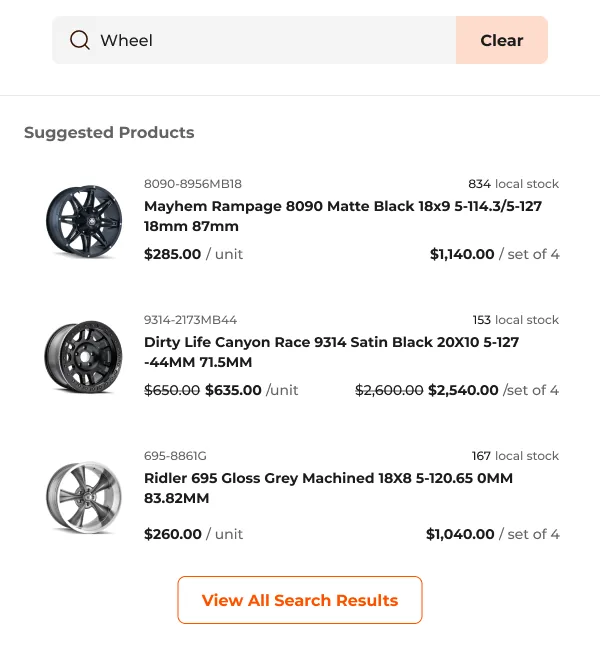 Wheel
Clear
Suggested Products
8090-8956MB18 834 local stock
Mayhem Rampage 8090 Matte Black 18x9 5-114.3/5-127
18mm 87mm
$285.00 / unit $1,140.00 / set of 4
9314-2173MB44 153 local stock
Dirty Life Canyon Race 9314 Satin Black 20X10 5-127
-44MM 71.5MM
$650.00 $635.00 /unit $2,600.00 $2,540.00 /set of 4
695-8861G 167 local stock
Ridler 695 Gloss Grey Machined 18X8 5-120.65 0MM
83.82MM
$260.00 / unit $1,040.00 / set of 4
View All Search Results